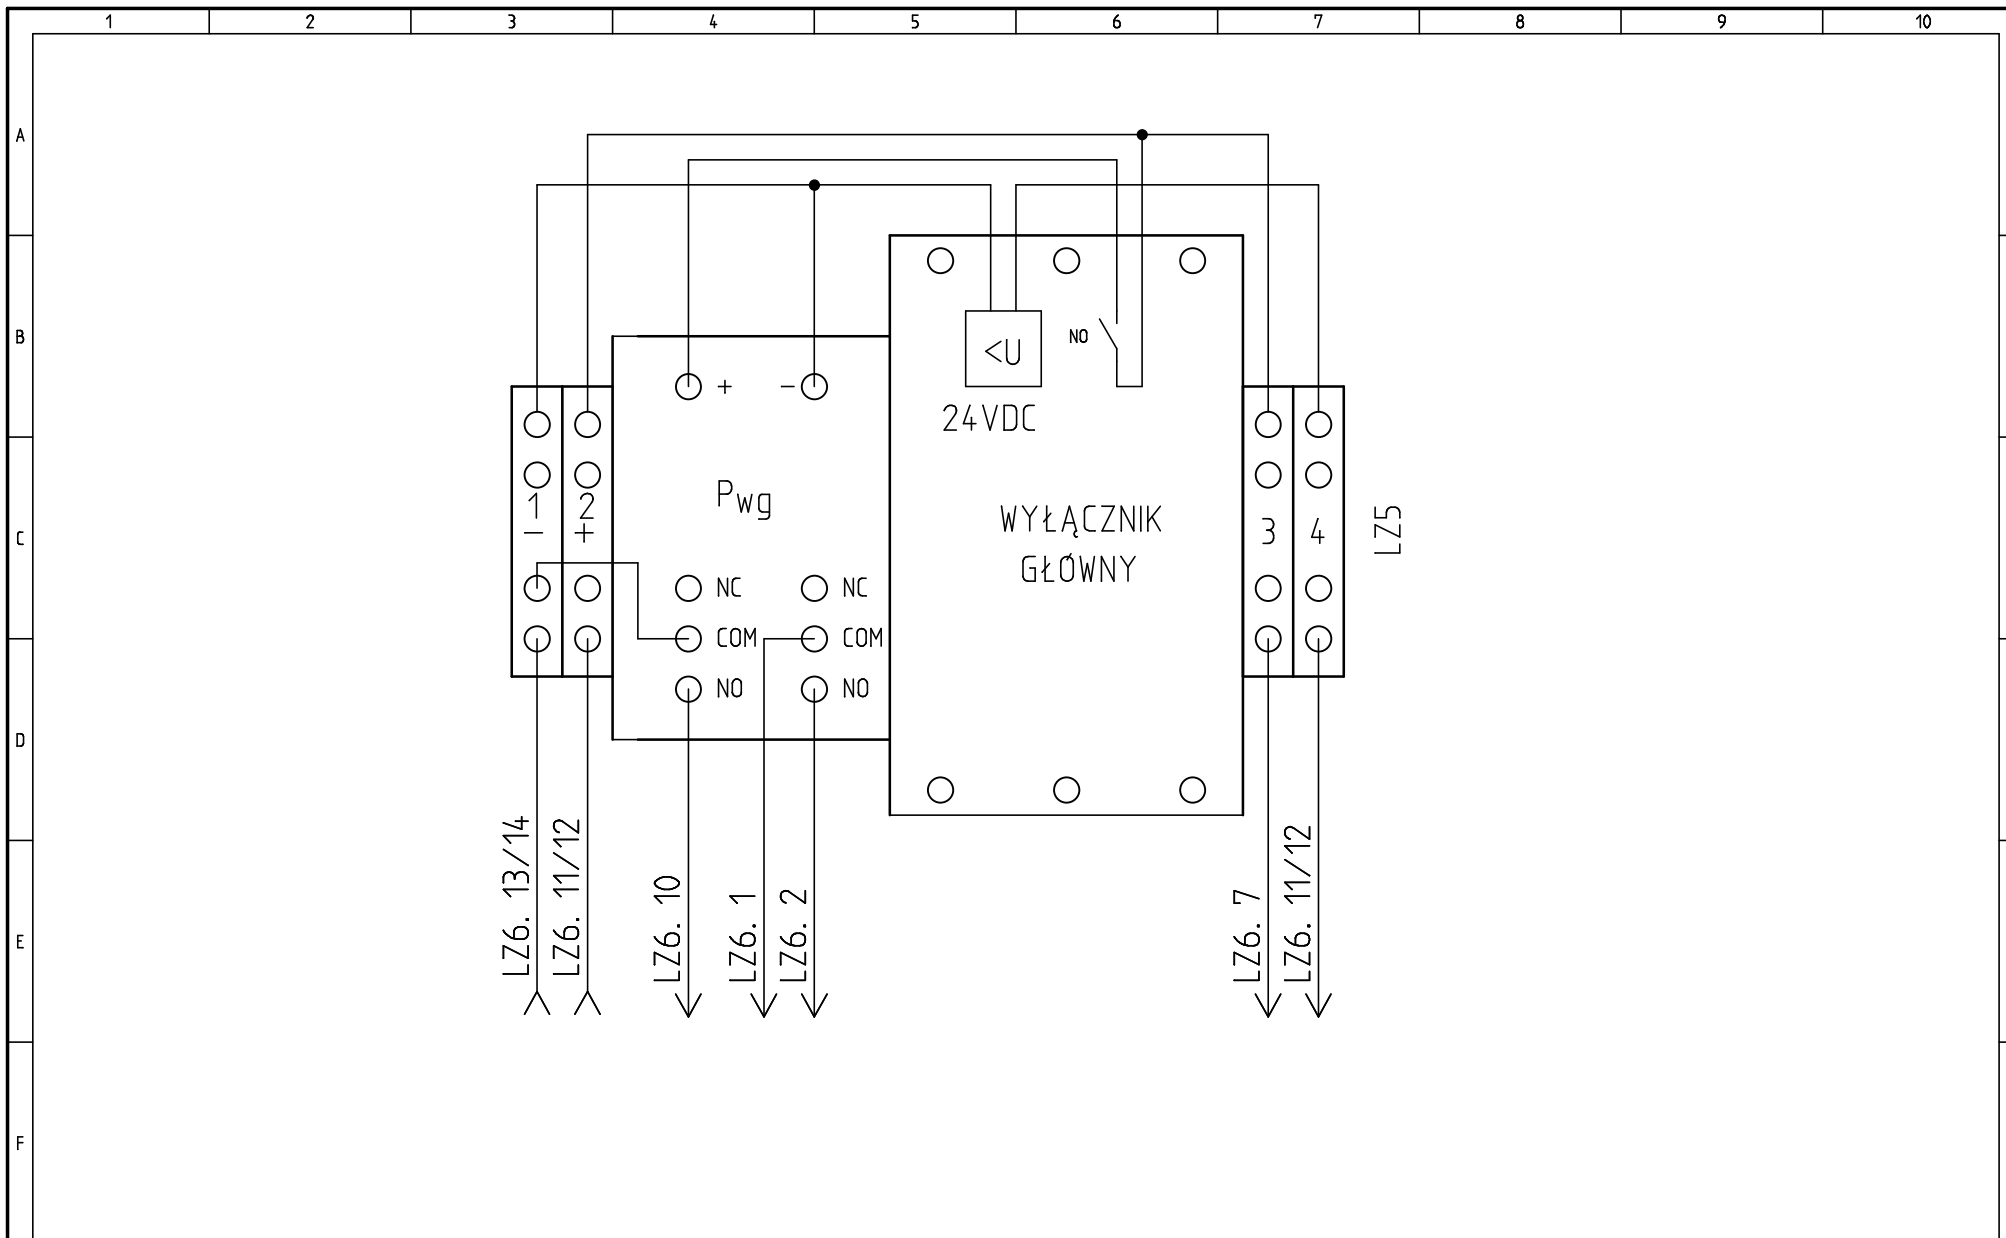 1 2 3 4 5 6 7 8 9 10
A
B
C
D
E
F
+ -
NO
<U
24VDC
Pwg
1 2
- +
WYŁĄCZNIK
GŁÓWNY
3 4
LZ5
NC NC
COM COM
NO NO
LZ6. 13/14
LZ6. 11/12
LZ6. 10
LZ6. 1
LZ6. 2
LZ6. 7
LZ6. 11/12